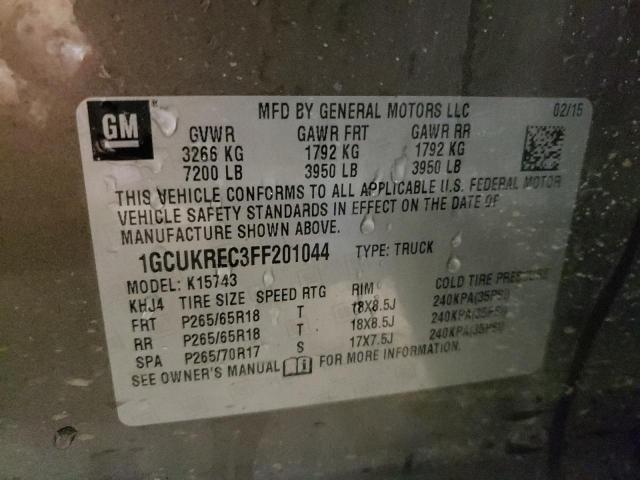 GM MFD BY GENERAL MOTORS LLC 02/15
GVWR GAWR FRT GAWR RR
3266 KG 1792 KG 1792 KG
7200 LB 3950 LB 3950 LB
THIS VEHICLE CONFORMS TO ALL APPLICABLE U.S. FEDERAL MOTOR
VEHICLE SAFETY STANDARDS IN EFFECT ON THE DATE OF
MANUFACTURE SHOWN ABOVE.
1GCUKREC3FF201044 TYPE: TRUCK
MODEL: K15743
KHJ4 TIRE SIZE SPEED RTG RIM COLD TIRE PRESSURE
FRT P265/65R18 T 18X8.5J 240KPA(35PSI)
RR P265/65R18 T 18X8.5J 240KPA(35PSI)
SPA P265/70R17 S 17X7.5J 240KPA(35PSI)
SEE OWNER'S MANUAL FOR MORE INFORMATION.